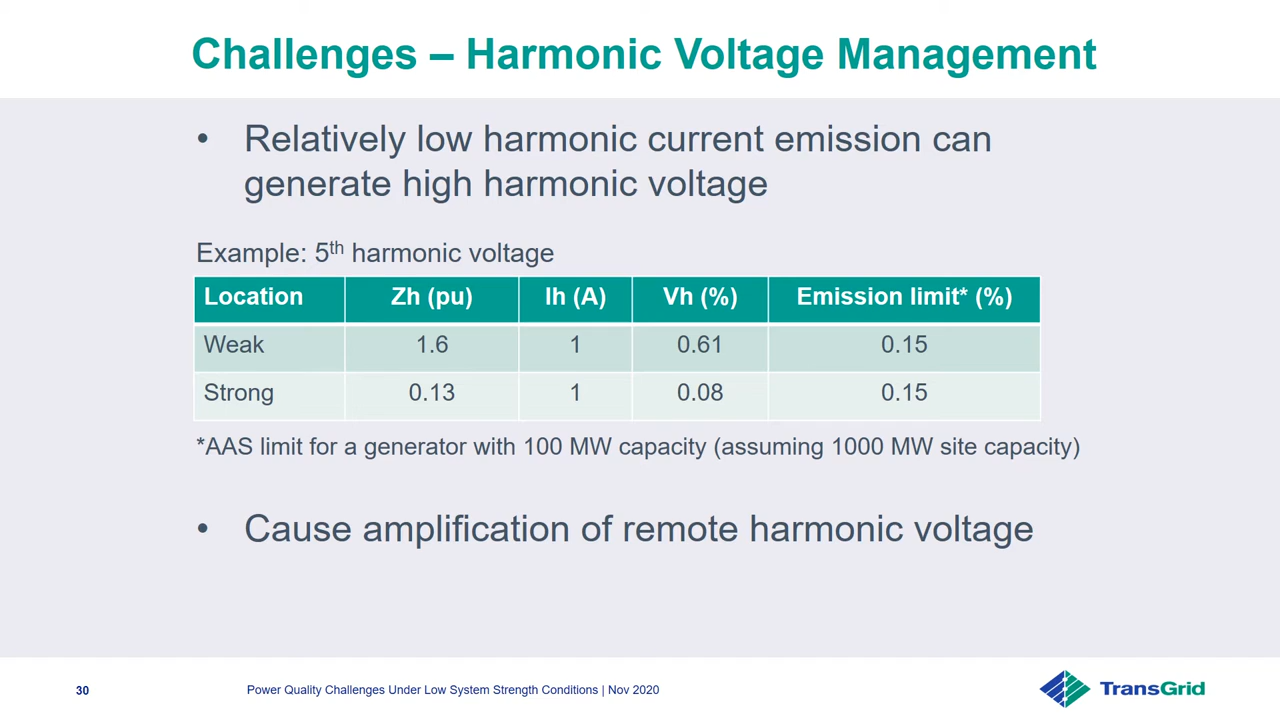 Challenges – Harmonic Voltage Management
• Relatively low harmonic current emission can
generate high harmonic voltage
Example: 5th harmonic voltage
Location Zh (pu) Ih (A) Vh (%) Emission limit* (%)
Weak 1.6 1 0.61 0.15
Strong 0.13 1 0.08 0.15
*AAS limit for a generator with 100 MW capacity (assuming 1000 MW site capacity)
• Cause amplification of remote harmonic voltage
30 Power Quality Challenges Under Low System Strength Conditions | Nov 2020 TransGrid